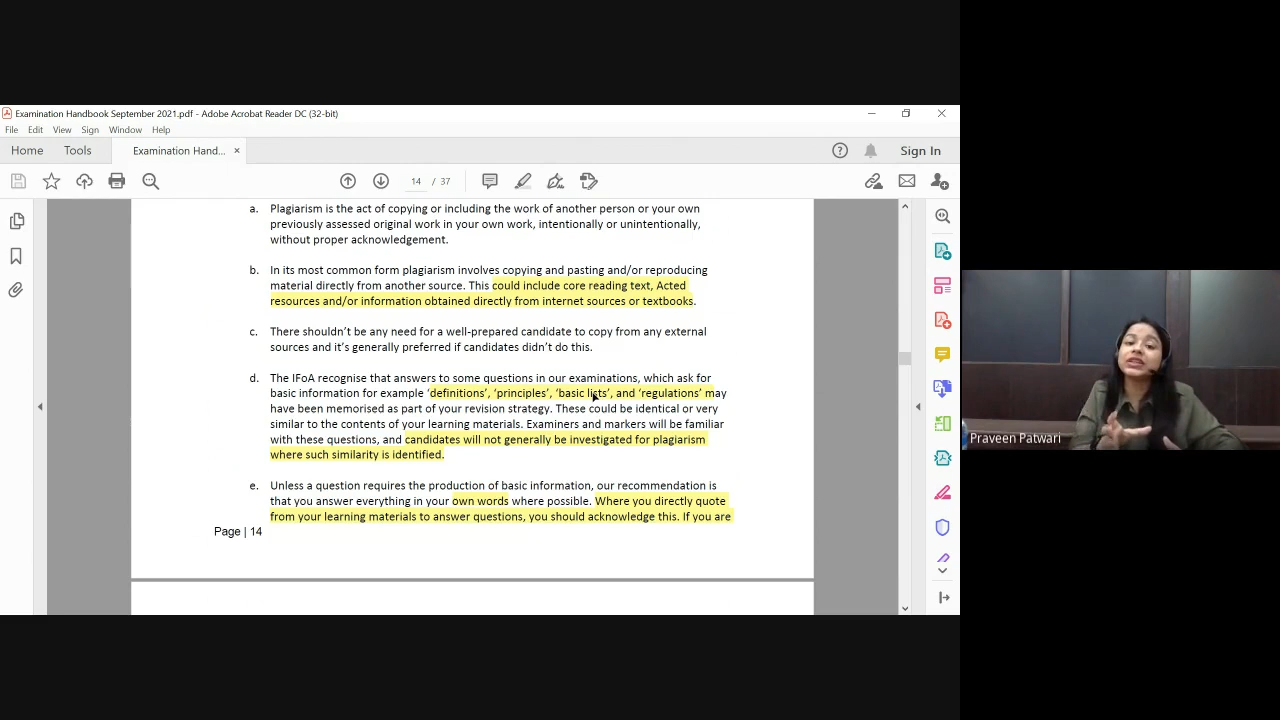 Examination Handbook September 2021.pdf - Adobe Acrobat Reader DC (32-bit)
File Edit View Sign Window Help
Home Tools Examination Hand... × Sign In
14 / 37
a. Plagiarism is the act of copying or including the work of another person or your own
previously assessed original work in your own work, intentionally or unintentionally,
without proper acknowledgement.
b. In its most common form plagiarism involves copying and pasting and/or reproducing
material directly from another source. This could include core reading text, Acted
resources and/or information obtained directly from internet sources or textbooks.
c. There shouldn't be any need for a well-prepared candidate to copy from any external
sources and it's generally preferred if candidates didn't do this.
d. The IFoA recognise that answers to some questions in our examinations, which ask for
basic information for example 'definitions', 'principles', 'basic lists', and 'regulations' may
have been memorised as part of your revision strategy. These could be identical or very
similar to the contents of your learning materials. Examiners and markers will be familiar
with these questions, and candidates will not generally be investigated for plagiarism
where such similarity is identified.
e. Unless a question requires the production of basic information, our recommendation is
that you answer everything in your own words where possible. Where you directly quote
from your learning materials to answer questions, you should acknowledge this. If you are
Page | 14
Praveen Patwari